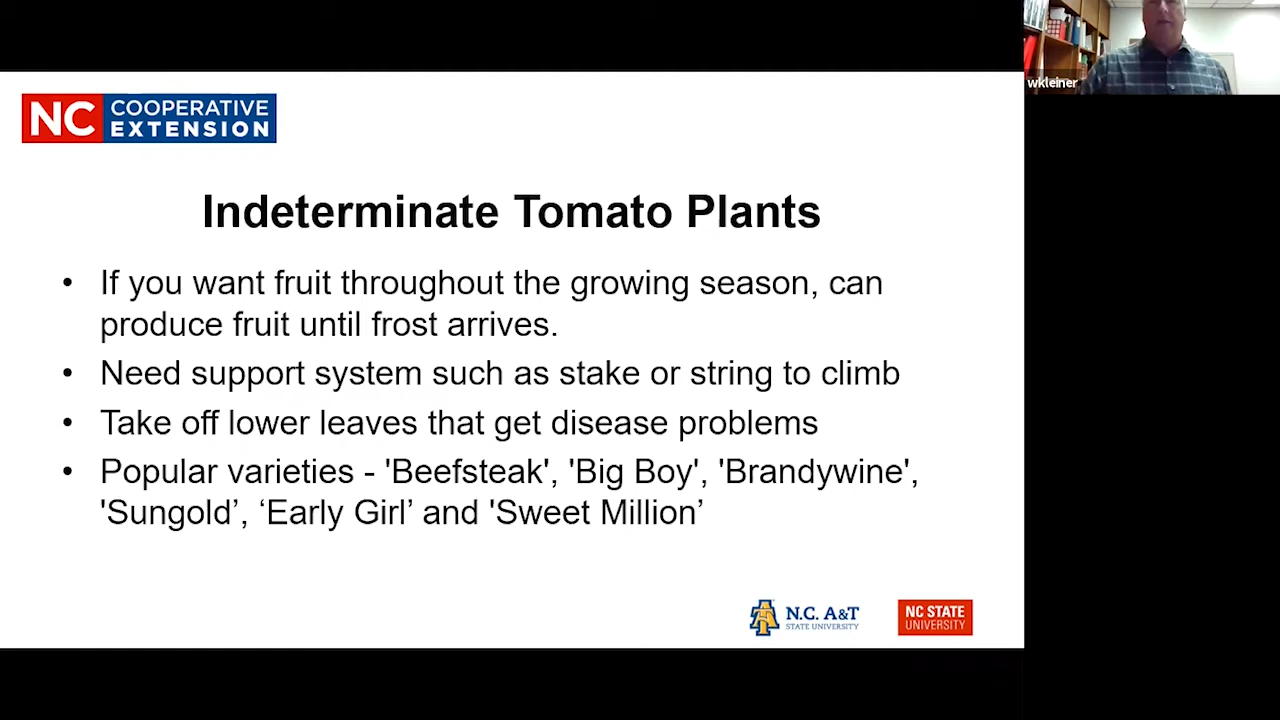 wkleiner
NC COOPERATIVE
EXTENSION
Indeterminate Tomato Plants
• If you want fruit throughout the growing season, can
produce fruit until frost arrives.
• Need support system such as stake or string to climb
• Take off lower leaves that get disease problems
• Popular varieties - 'Beefsteak', 'Big Boy', 'Brandywine',
'Sungold’, ‘Early Girl’ and 'Sweet Million’
N.C. A&T
STATE UNIVERSITY
NC STATE
UNIVERSITY